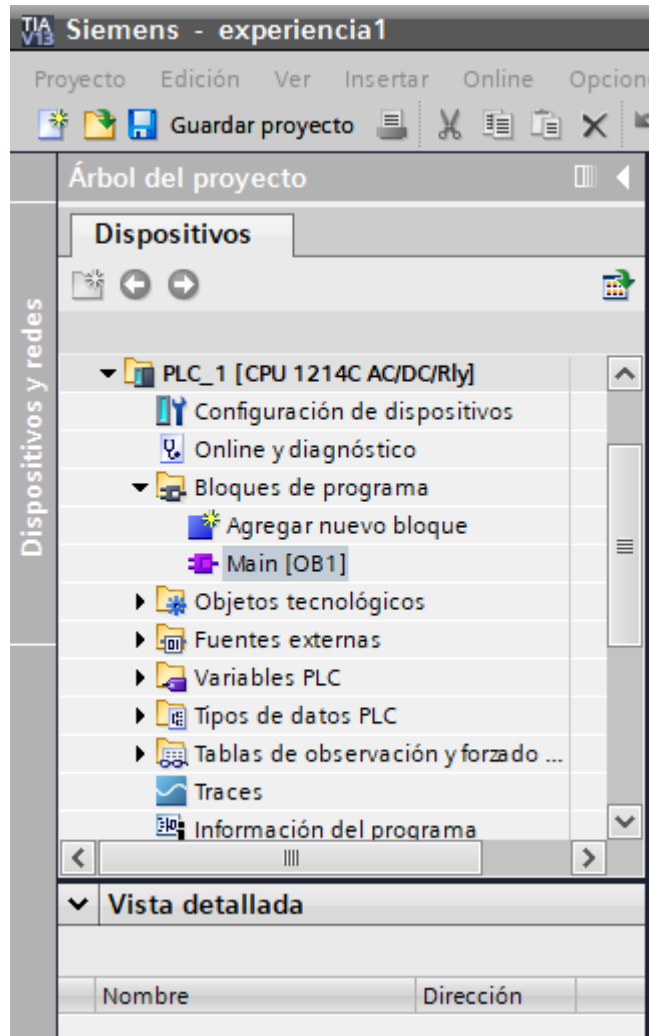 TIA V13 Siemens - experiencia1
Proyecto Edición Ver Insertar Online Opcion
Guardar proyecto
Árbol del proyecto
Dispositivos
Dispositivos y redes
PLC_1 [CPU 1214C AC/DC/Rly]
Configuración de dispositivos
Online y diagnóstico
Bloques de programa
Agregar nuevo bloque
Main [OB1]
Objetos tecnológicos
Fuentes externas
Variables PLC
Tipos de datos PLC
Tablas de observación y forzado ...
Traces
Información del programa
Vista detallada
Nombre Dirección